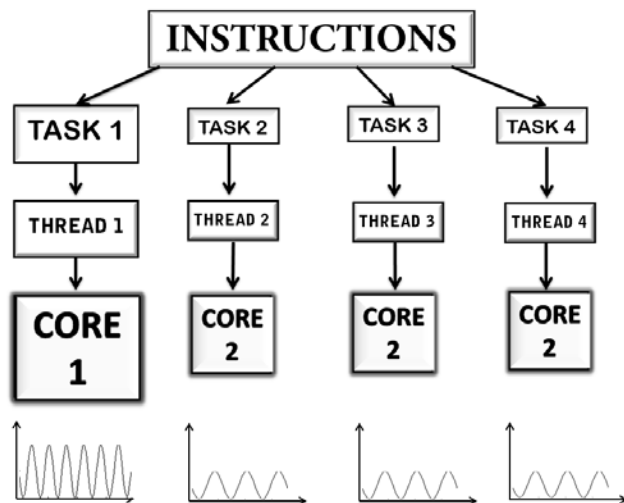 INSTRUCTIONS
TASK 1
TASK 2
TASK 3
TASK 4
THREAD 1
THREAD 2
THREAD 3
THREAD 4
CORE
1
CORE
2
CORE
2
CORE
2